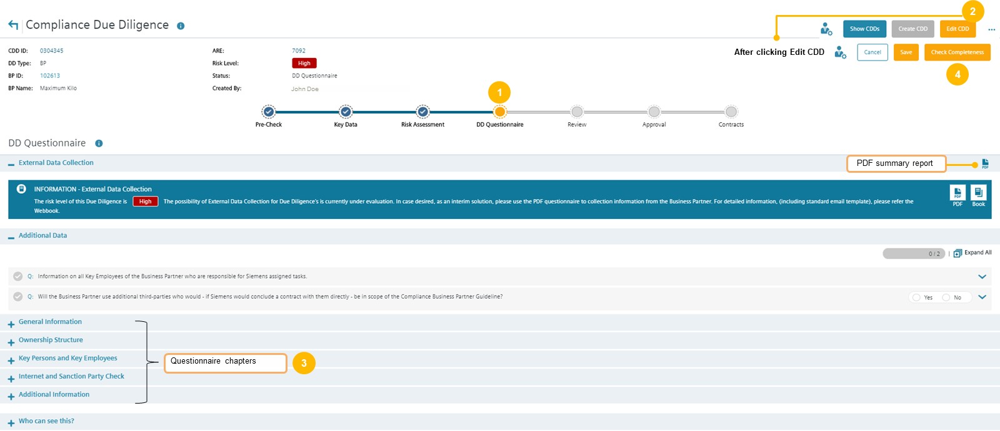 Compliance Due Diligence
2
Show CDDs
Create CDD
Edit CDD
After clicking Edit CDD
Cancel
Save
Check Completeness
4
CDD ID: 0304345
DD Type: BP
BP ID: 102613
BP Name: Maximum Kilo
ARE: 7092
Risk Level: High
Status: DD Questionnaire
Created By: John Doe
1
Pre-Check
Key Data
Risk Assessment
DD Questionnaire
Review
Approval
Contracts
DD Questionnaire
External Data Collection
PDF summary report
PDF
INFORMATION - External Data Collection
The risk level of this Due Diligence is High The possibility of External Data Collection for Due Diligence's is currently under evaluation. In case desired, as an interim solution, please use the PDF questionnaire to collection information from the Business Partner. For detailed information, (including standard email template), please refer the
Webbook.
PDF
PDF
Book
Additional Data
0 / 2 | Expand All
Q: Information on all Key Employees of the Business Partner who are responsible for Siemens assigned tasks.
Q: Will the Business Partner use additional third-parties who would - if Siemens would conclude a contract with them directly - be in scope of the Compliance Business Partner Guideline?
Yes
No
General Information
Ownership Structure
Key Persons and Key Employees
Internet and Sanction Party Check
Additional Information
Questionnaire chapters
3
Who can see this?